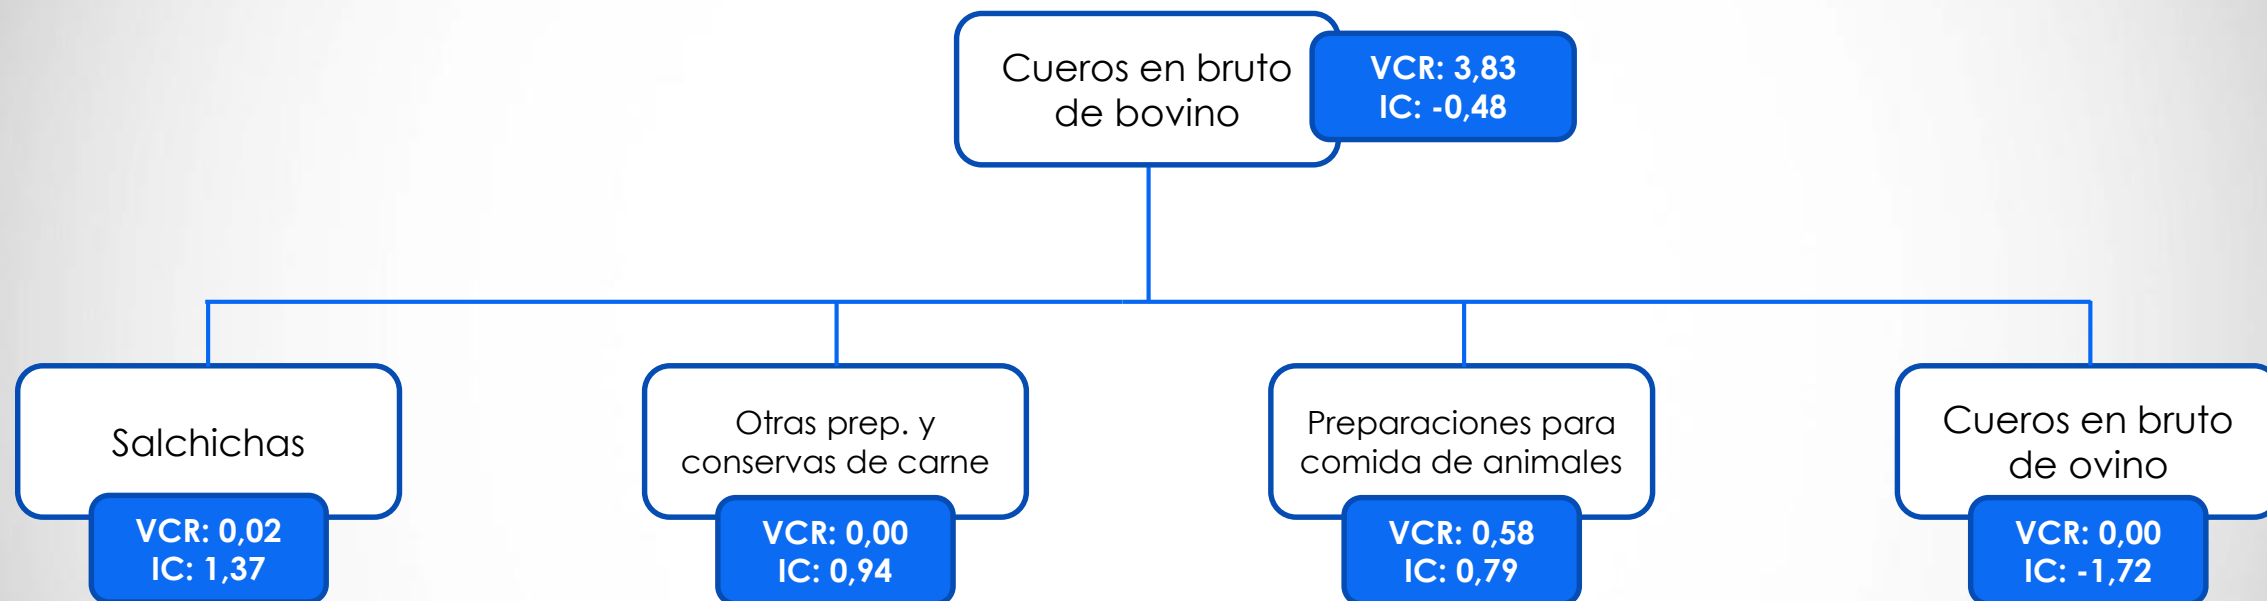 Cueros en bruto
de bovino
VCR: 3,83
IC: -0,48
Salchichas
VCR: 0,02
IC: 1,37
Otras prep. y
conservas de carne
VCR: 0,00
IC: 0,94
Preparaciones para
comida de animales
VCR: 0,58
IC: 0,79
Cueros en bruto
de ovino
VCR: 0,00
IC: -1,72